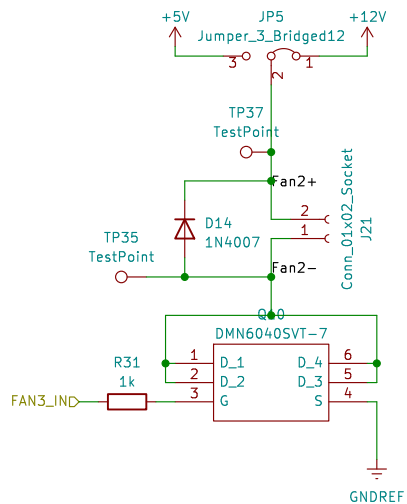 +5V JP5 +12V
Jumper_3_Bridged12
3 1
2
TP37
TestPoint
Fan2+
Conn_01x02_Socket
J21
2
1
D14
1N4007
TP35
TestPoint
Fan2-
DMN6040SVT-7
R31
1k
1 D_1 D_4 6
2 D_2 D_3 5
3 G S 4
FAN3_IN
GNDREF